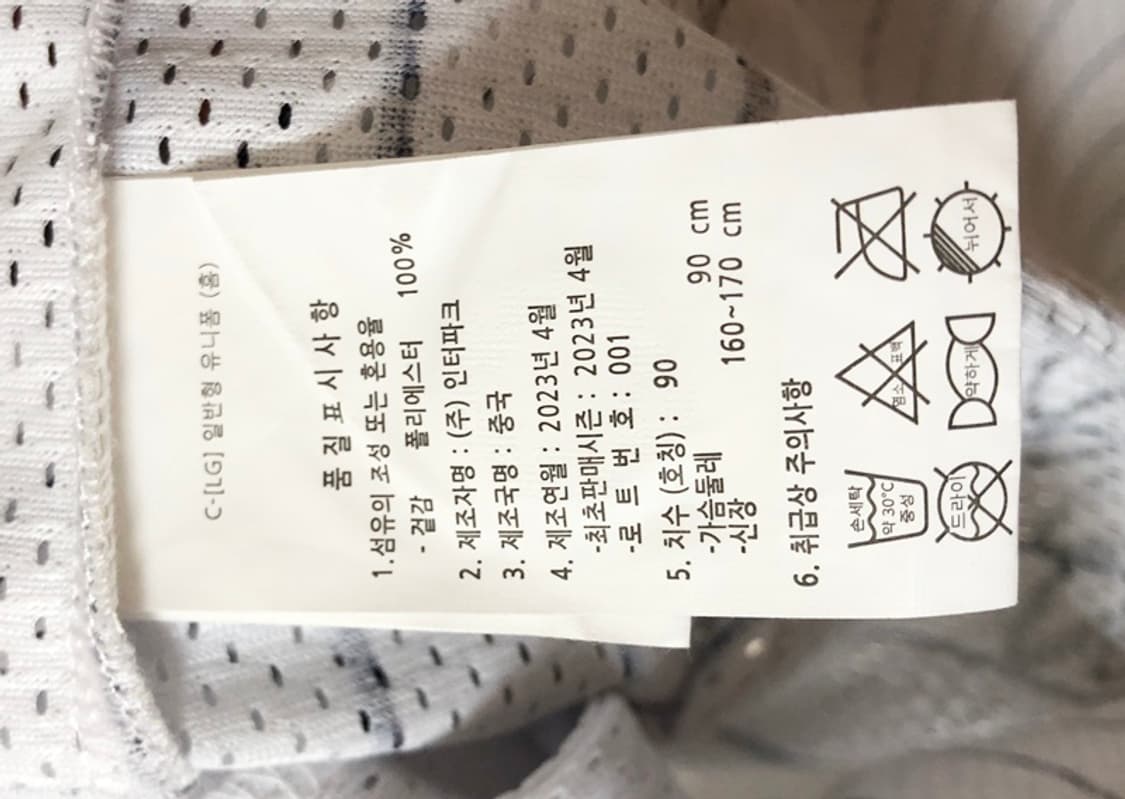 C-[LG] 일반형 유니폼 (홈)
품 질 표 시 사 항
1.섬유의 조성 또는 혼용율
- 겉감 폴리에스터 100%
2. 제조자명 : (주) 인터파크
3. 제조국명 : 중국
4. 제조연월 : 2023년 4월
-최초판매시즌 : 2023년 4월
-로 트 번 호 : 001
5. 치수 (호칭) : 90
-가슴둘레 90 cm
-신장 160~170 cm
6. 취급상 주의사항
손세탁
약 30°C
중성
염소 표백
드라이
약하게
뉘어서